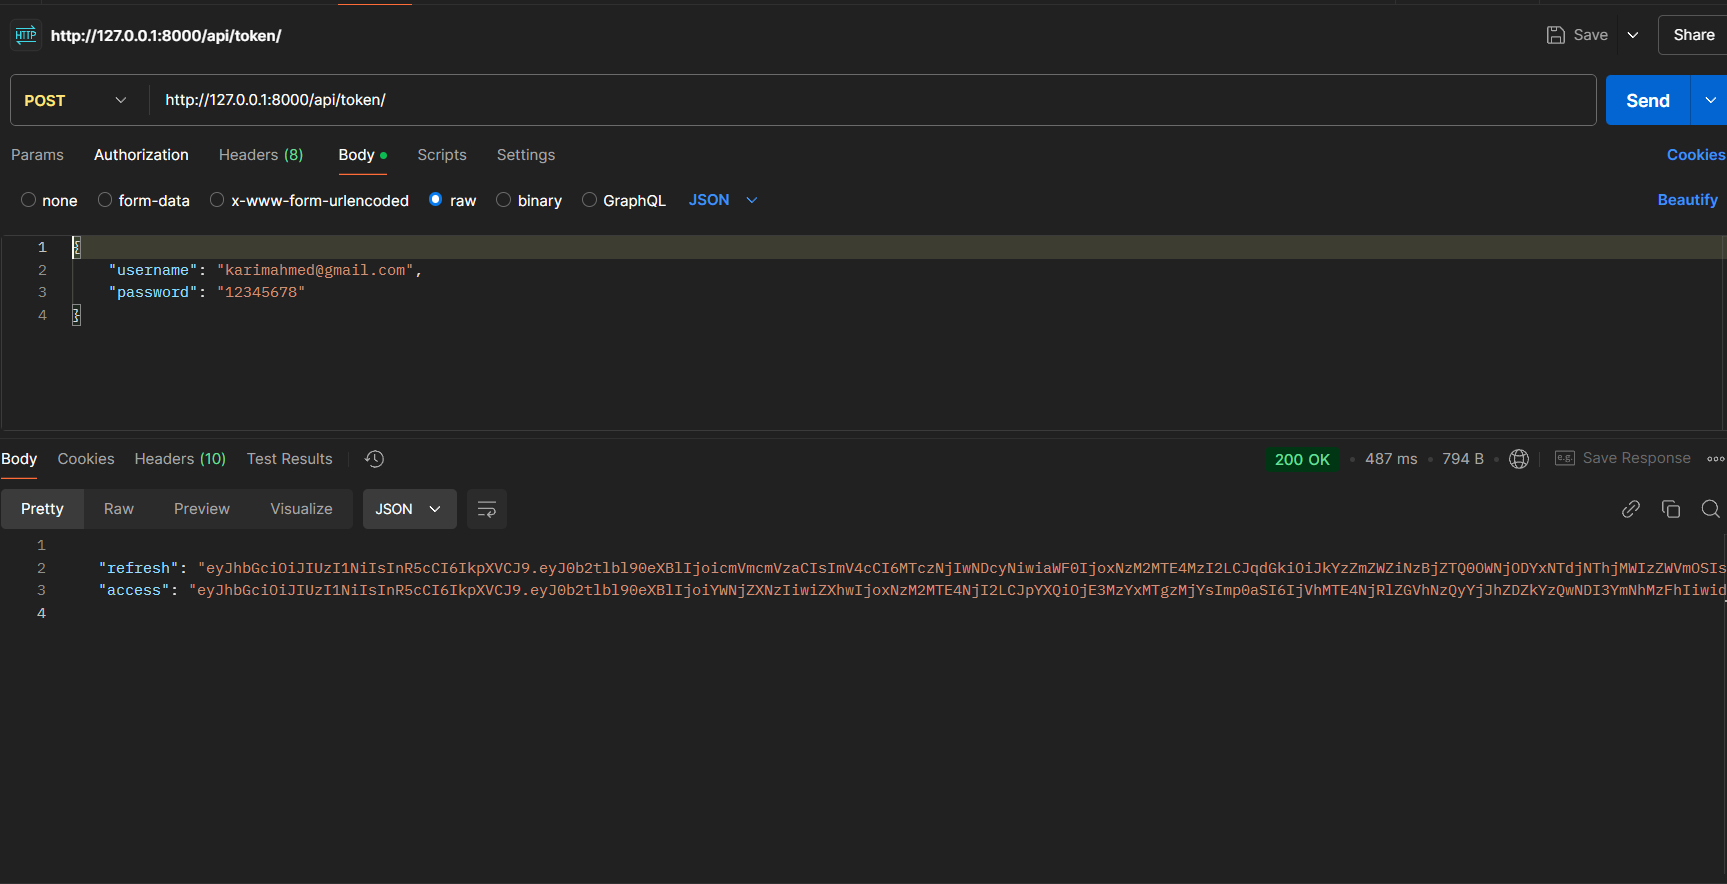 HTTP http://127.0.0.1:8000/api/token/ Save Share
POST http://127.0.0.1:8000/api/token/ Send
Params Authorization Headers (8) Body Scripts Settings Cookies
none form-data x-www-form-urlencoded raw binary GraphQL JSON Beautify
1 {
2 "username": "karimahmed@gmail.com",
3 "password": "12345678"
4 }
Body Cookies Headers (10) Test Results 200 OK 487 ms 794 B e.g. Save Response
Pretty Raw Preview Visualize JSON
1
2 "refresh": "eyJhbGciOiJIUzI1NiIsInR5cCI6IkpXVCJ9.eyJ0b2tlbl90eXBlIjoicmVmcmVzaCIsImV4cCI6MTczNjIwNDcyNiwiaWF0IjoxNzM2MTE4MzI2LCJqdGkiOiJkYzZmZWZiNzBjZTQ0OWNjODYxNTdjNThjMWIzZWVmOSIs
3 "access": "eyJhbGciOiJIUzI1NiIsInR5cCI6IkpXVCJ9.eyJ0b2tlbl90eXBlIjoiYWNjZXNzIiwiZXhwIjoxNzM2MTE4NjI2LCJpYXQiOjE3MzYxMTgzMjYsImp0aSI6IjVhMTE4NjRlZGVhNzQyYjJhZDZkYzQwNDI3YmNhMzFhIiwid
4